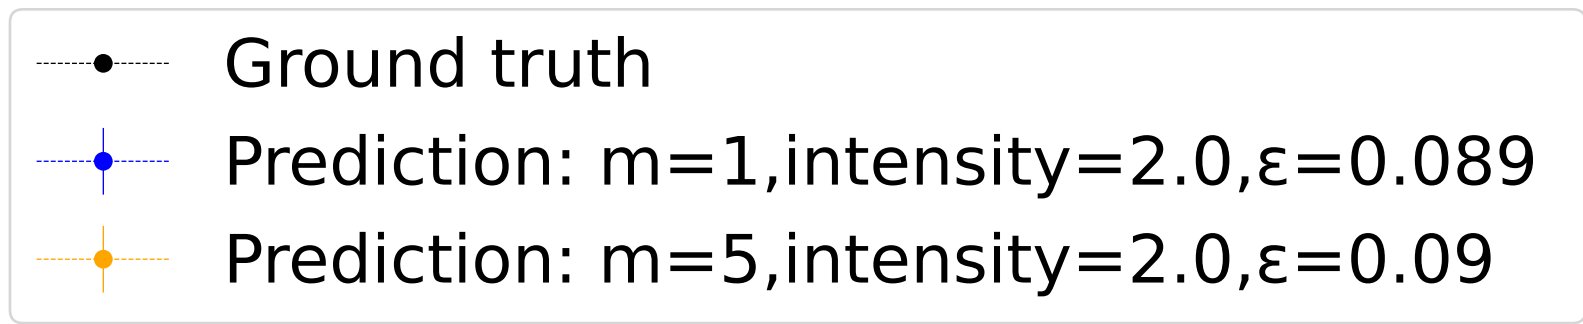 Ground truth
Prediction: m=1,intensity=2.0,ε=0.089
Prediction: m=5,intensity=2.0,ε=0.09